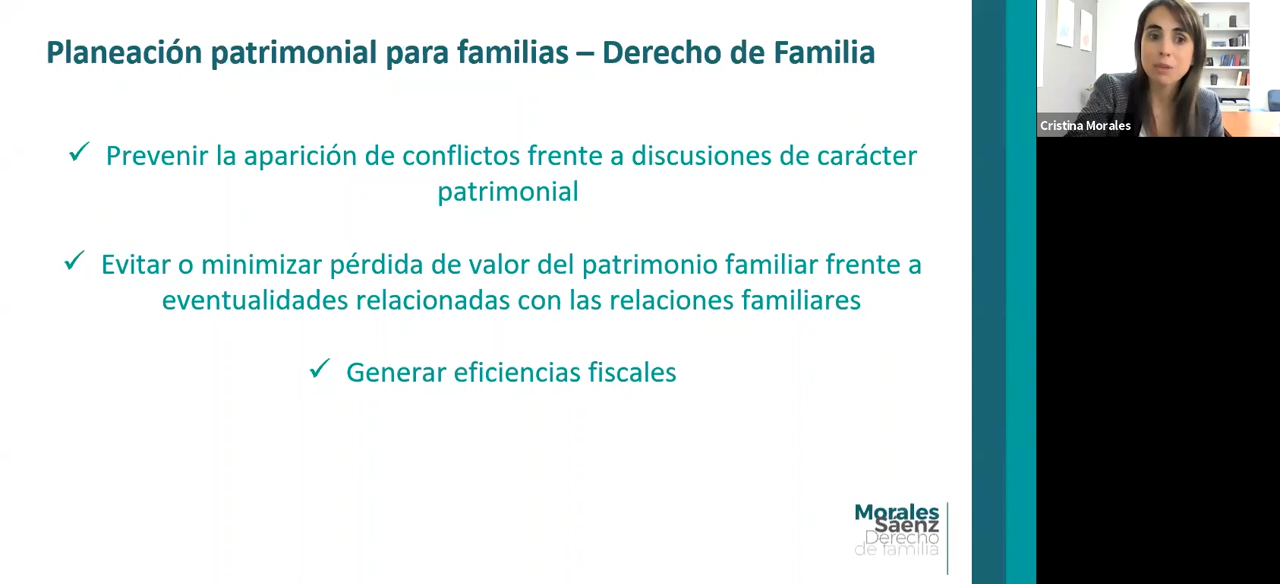 Planeación patrimonial para familias – Derecho de Familia
✓ Prevenir la aparición de conflictos frente a discusiones de carácter
patrimonial
✓ Evitar o minimizar pérdida de valor del patrimonio familiar frente a
eventualidades relacionadas con las relaciones familiares
✓ Generar eficiencias fiscales
Morales
Sáenz
Derecho
de familia
Cristina Morales